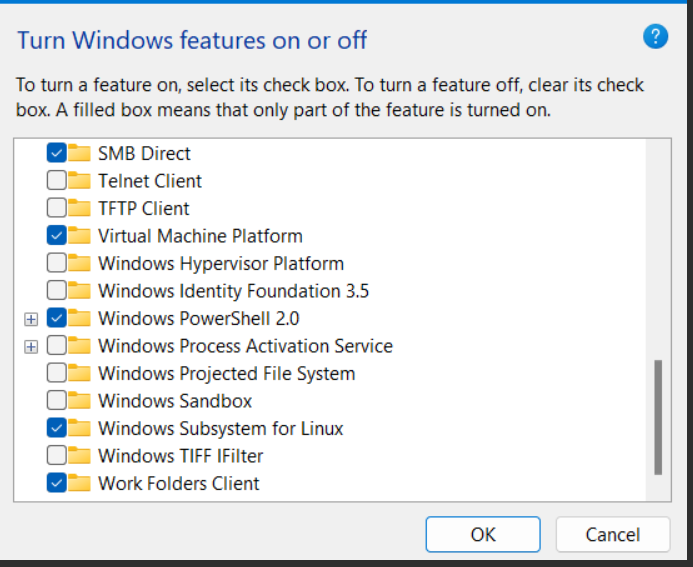 Turn Windows features on or off
?
To turn a feature on, select its check box. To turn a feature off, clear its check
box. A filled box means that only part of the feature is turned on.
SMB Direct
Telnet Client
TFTP Client
Virtual Machine Platform
Windows Hypervisor Platform
Windows Identity Foundation 3.5
Windows PowerShell 2.0
Windows Process Activation Service
Windows Projected File System
Windows Sandbox
Windows Subsystem for Linux
Windows TIFF IFilter
Work Folders Client
OK Cancel